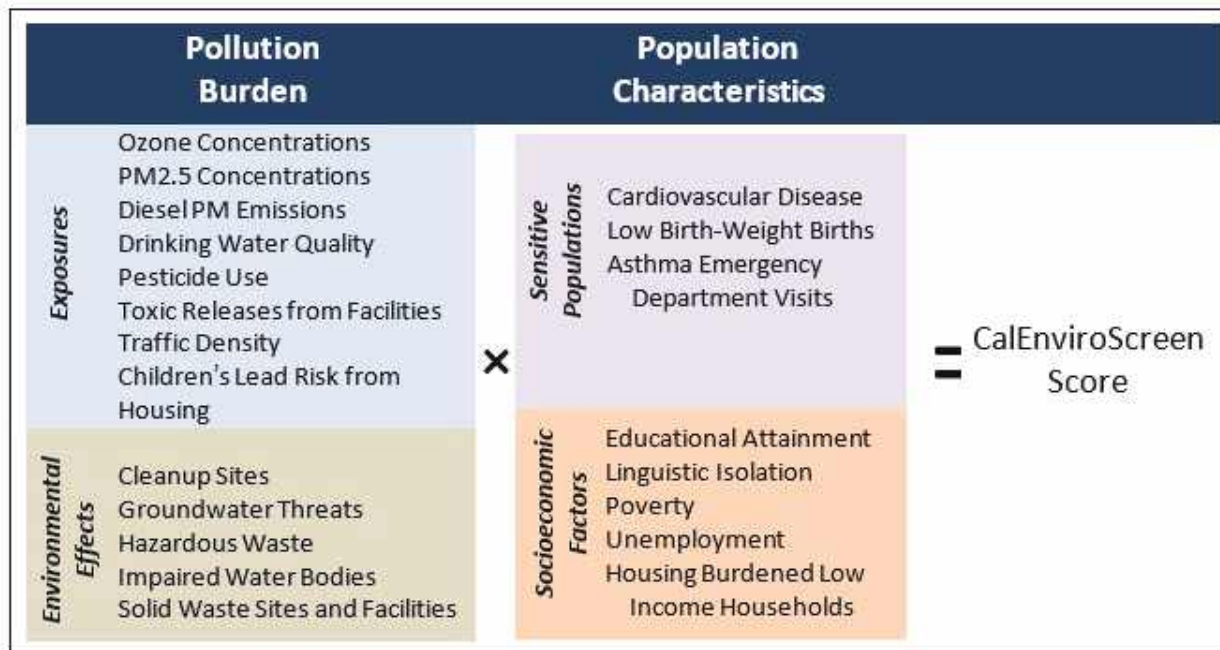 Pollution
Burden
Population
Characteristics
Exposures
Ozone Concentrations
PM2.5 Concentrations
Diesel PM Emissions
Drinking Water Quality
Pesticide Use
Toxic Releases from Facilities
Traffic Density
Children's Lead Risk from
Housing
Environmental
Effects
Cleanup Sites
Groundwater Threats
Hazardous Waste
Impaired Water Bodies
Solid Waste Sites and Facilities
×
Sensitive
Populations
Cardiovascular Disease
Low Birth-Weight Births
Asthma Emergency
Department Visits
Socioeconomic
Factors
Educational Attainment
Linguistic Isolation
Poverty
Unemployment
Housing Burdened Low
Income Households
=
CalEnviroScreen
Score